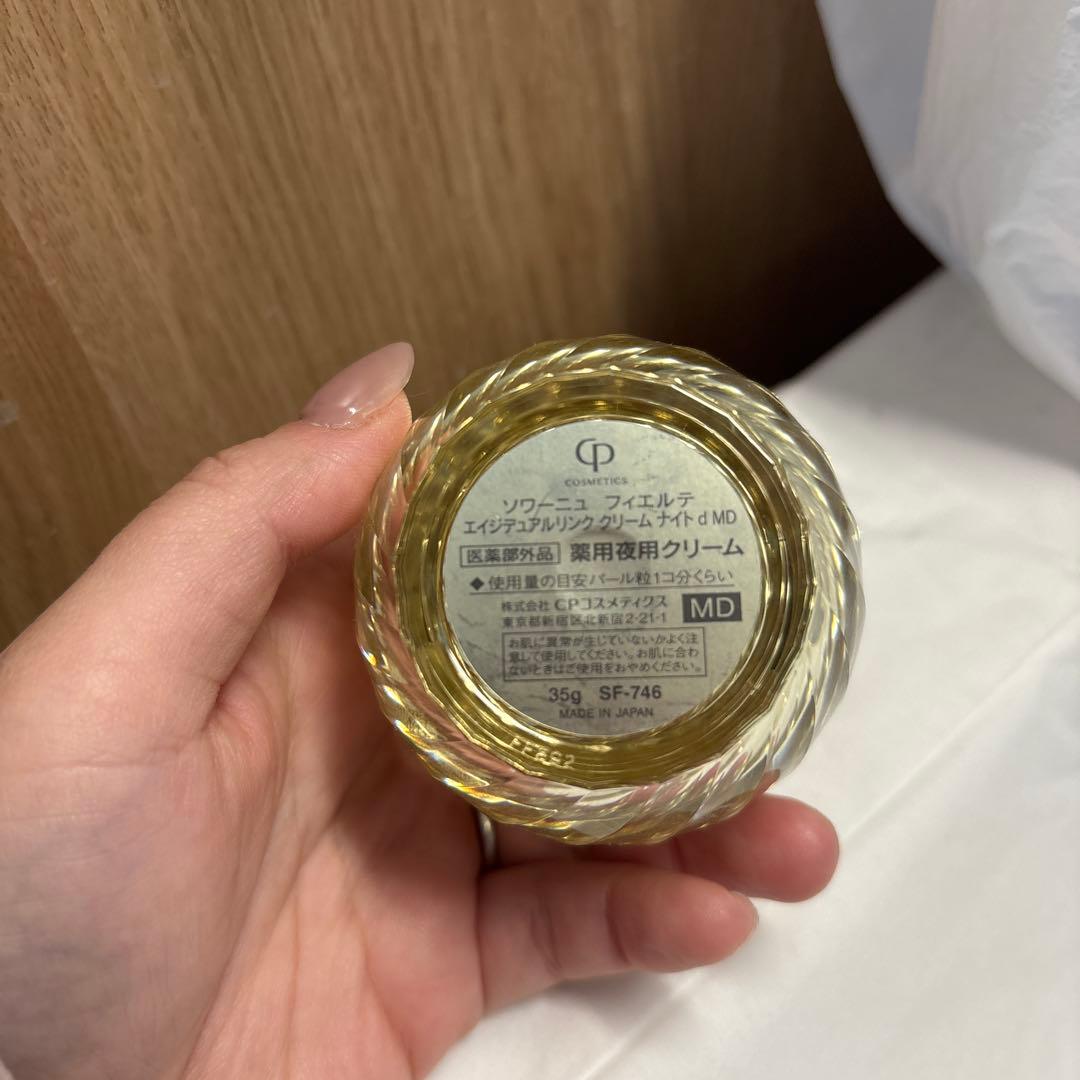 CP
COSMETICS
ソワーニュ フィエルテ
エイジデュアルリンク クリーム ナイト d MD
医薬部外品 薬用夜用クリーム
◆使用量の目安パール粒1コ分くらい
株式会社 CPコスメティクス
東京都新宿区北新宿2-21-1 MD
お肌に異常が生じていないかよく注
意して使用してください。お肌に合わ
ないときはご使用をおやめください。
35g SF-746
MADE IN JAPAN